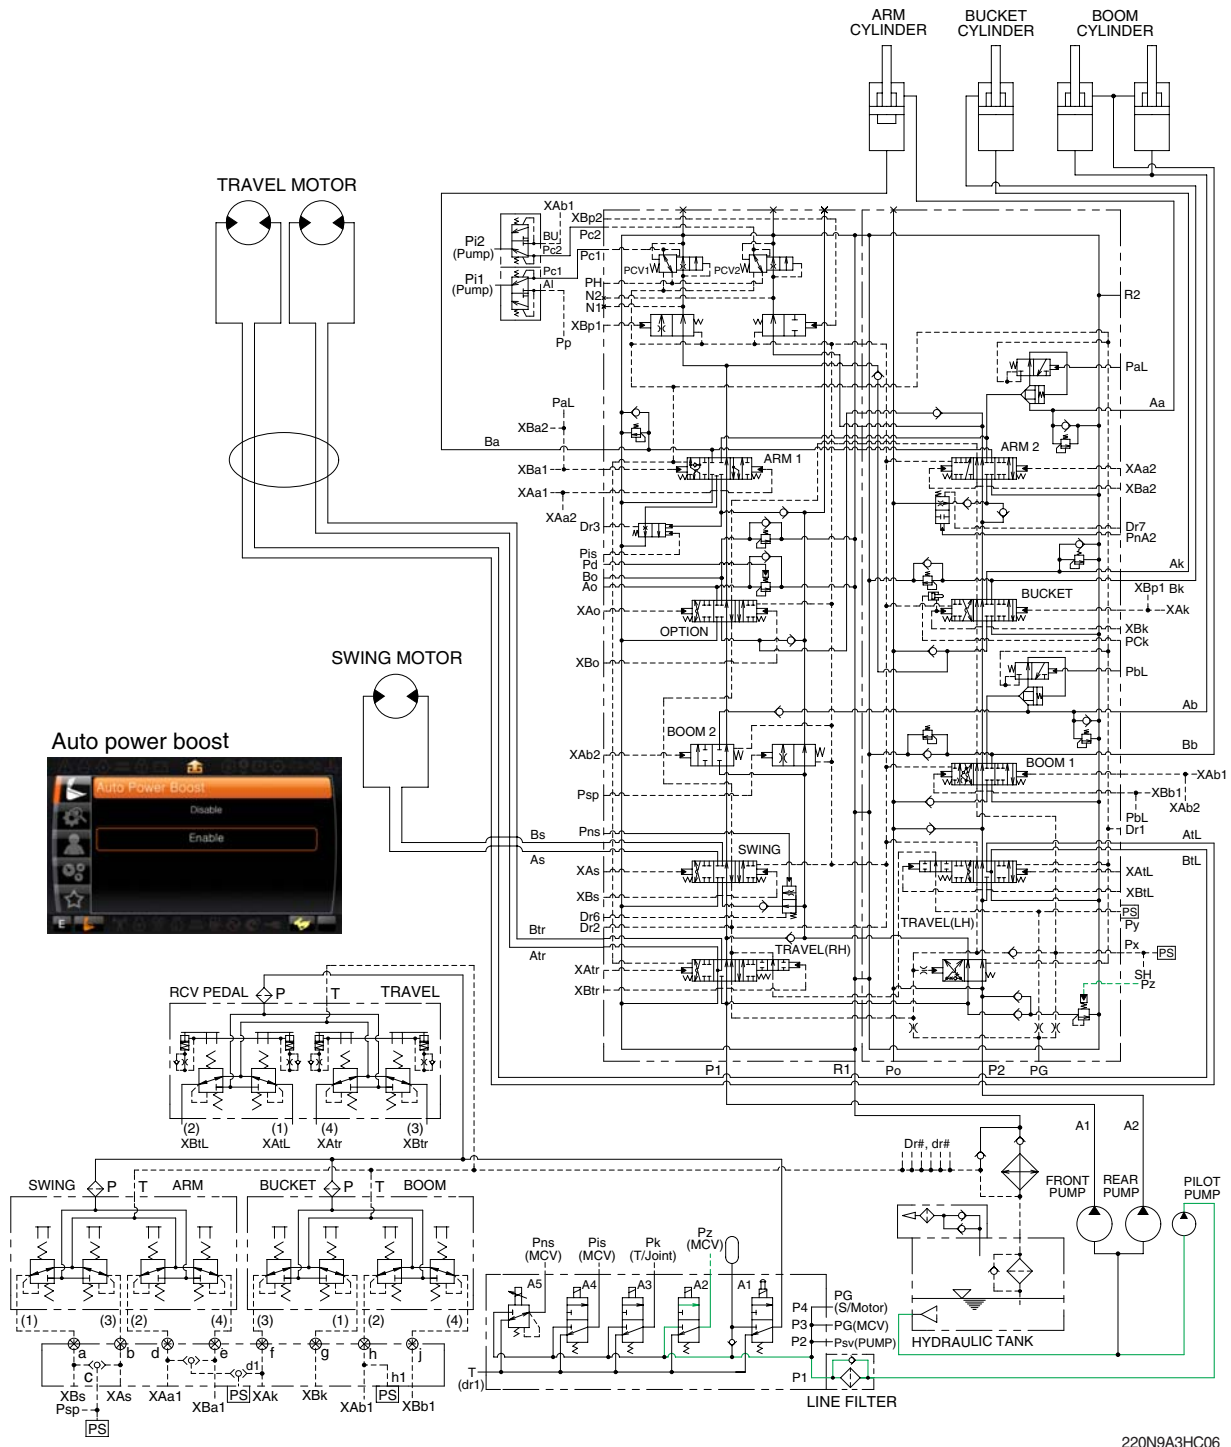 ARM
CYLINDER
BUCKET
CYLINDER
BOOM
CYLINDER
TRAVEL MOTOR
XAb1
XBp2
Pi2
(Pump)
BU
Pc2
Pc2
Pc1
Pc1
Pi1
(Pump)
AI
PCV1
PCV2
PH
N2
N1
R2
XBp1
Pp
PaL
PaL
Aa
XBa2
Ba
ARM 1
ARM 2
XBa1
XAa2
XAa1
XBa2
XAa2
Dr3
Dr7
PnA2
Pis
Pd
Bo
Ao
Ak
XBp1
Bk
BUCKET
XAo
XAk
OPTION
XBk
PCk
XBo
SWING MOTOR
PbL
Ab
BOOM 2
Bb
XAb2
BOOM 1
XAb1
Psp
XBb1
PbL
XAb2
Dr1
Auto power boost
Auto Power Boost
Disable
Enable
E
Bs
Pns
AtL
As
SWING
BtL
XAs
XAtL
XBs
XBtL
Dr6
Dr2
TRAVEL(LH)
PS
Py
Btr
TRAVEL(RH)
Px
PS
Atr
XAtr
SH
XBtr
Pz
RCV PEDAL
P
T
TRAVEL
P1
R1
Po
P2
PG
(2)
(1)
(4)
(3)
XBtL
XAtL
XAtr
XBtr
A1
A2
Dr#, dr#
SWING
P
T
ARM
BUCKET
P
T
BOOM
FRONT
PUMP
REAR
PUMP
PILOT
PUMP
Pns
(MCV)
Pis
(MCV)
Pk
(T/Joint)
Pz
(MCV)
A5
A4
A3
A2
A1
PG
(S/Motor)
P4
P3
PG(MCV)
P2
Psv(PUMP)
HYDRAULIC TANK
(1)
(3)
(2)
(4)
(3)
(1)
(2)
(4)
a
b
d
e
f
g
h
j
c
d1
h1
T
(dr1)
P1
LINE FILTER
XBs
XAs
XAa1
XBa1
PS
XAk
XBk
XAb1
PS
XBb1
Psp
PS
220N9A3HC06